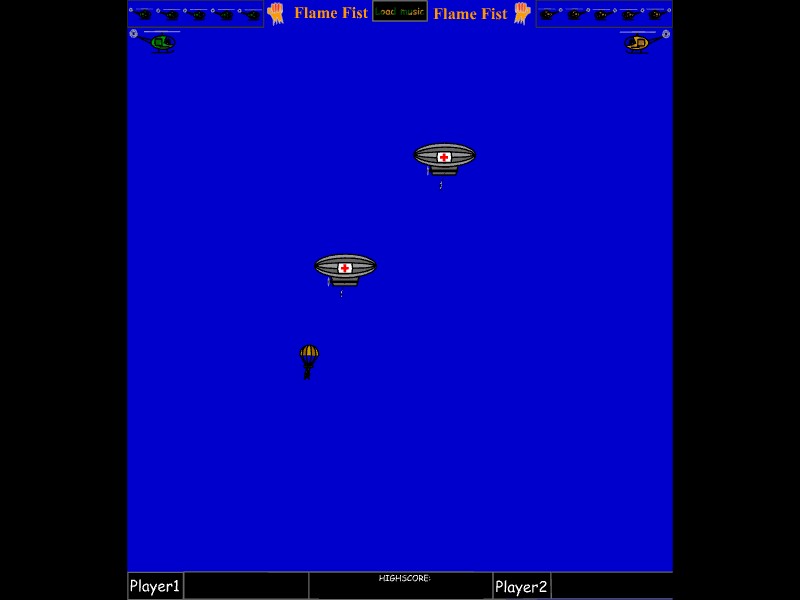 Flame Fist
Load music
Flame Fist
Player1
HIGHSCORE:
Player2